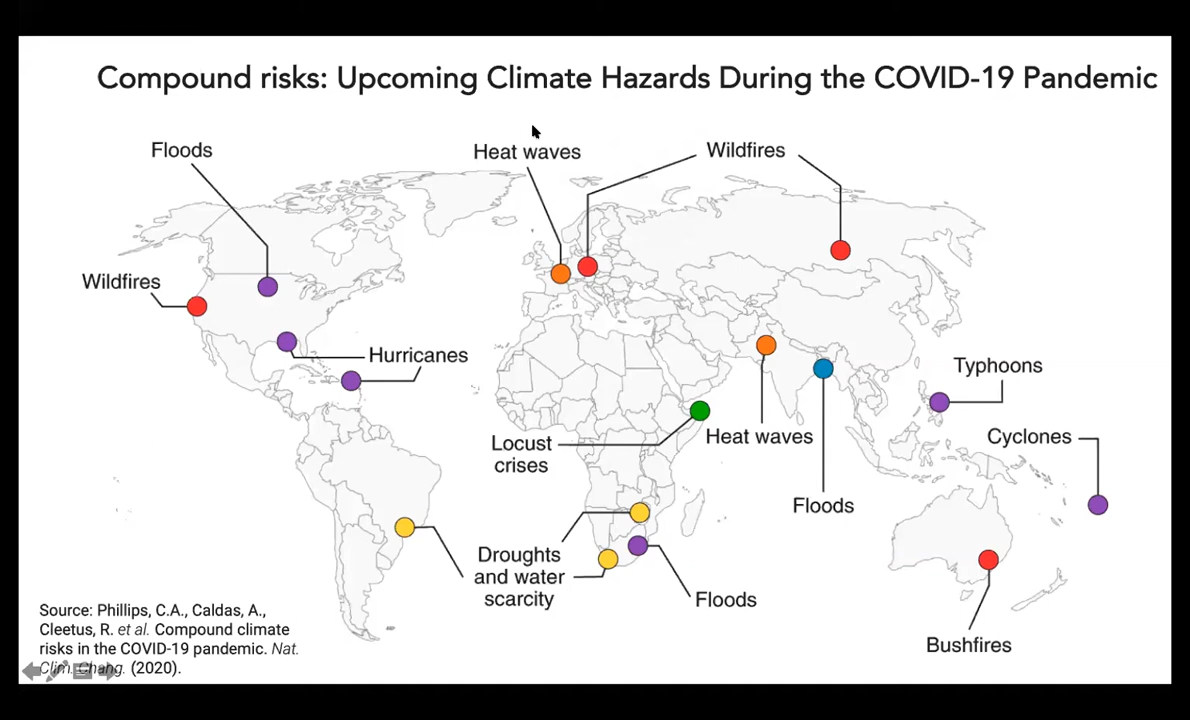 Compound risks: Upcoming Climate Hazards During the COVID-19 Pandemic
Floods
Heat waves
Wildfires
Wildfires
Hurricanes
Typhoons
Locust
crises
Heat waves
Cyclones
Floods
Droughts
and water
scarcity
Floods
Bushfires
Source: Phillips, C.A., Caldas, A.,
Cleetus, R. et al. Compound climate
risks in the COVID-19 pandemic. Nat.
Clim. Chang. (2020).